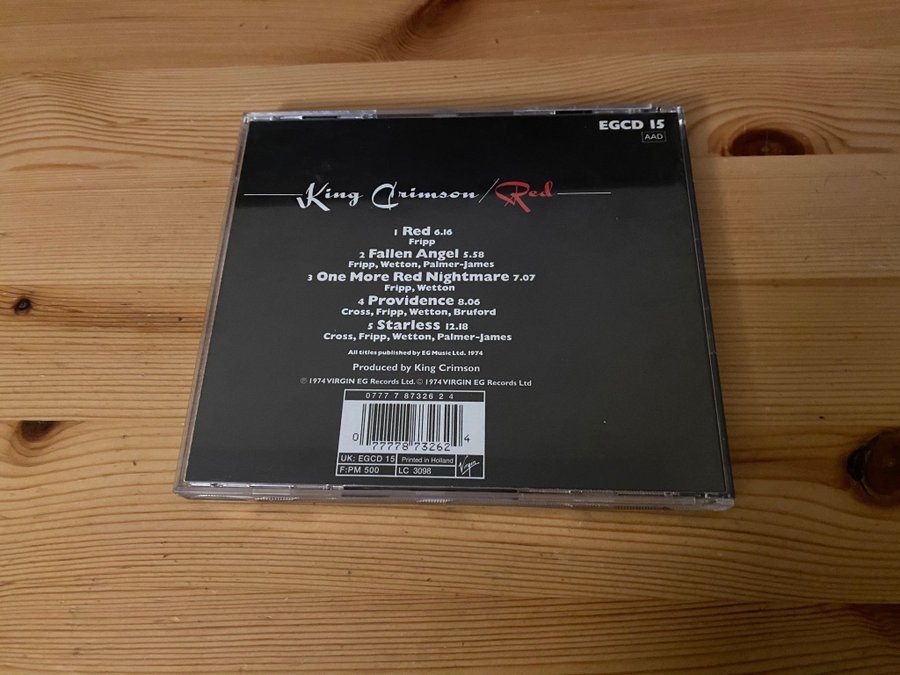 EGCD 15
AAD
King Crimson / Red
1 Red 6.16
Fripp
2 Fallen Angel 5.58
Fripp, Wetton, Palmer-James
3 One More Red Nightmare 7.07
Fripp, Wetton
4 Providence 8.06
Cross, Fripp, Wetton, Bruford
5 Starless 12.18
Cross, Fripp, Wetton, Palmer-James
All titles published by EG Music Ltd. 1974
Produced by King Crimson
℗ 1974 VIRGIN EG Records Ltd. © 1974 VIRGIN EG Records Ltd
0777 7 87326 2 4
0 77778 73262 4
UK: EGCD 15 Printed in Holland
F:PM 500 LC 3098 Virgin